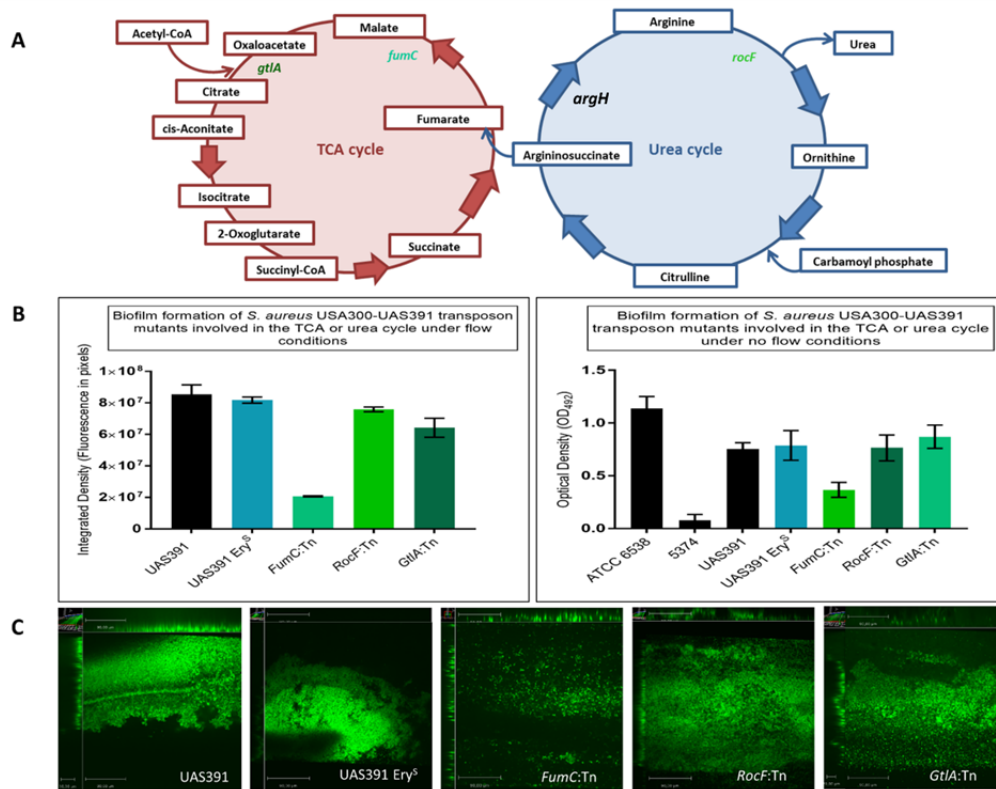 A
Acetyl-CoA
Oxaloacetate
gtlA
Citrate
cis-Aconitate
Isocitrate
2-Oxoglutarate
Succinyl-CoA
Succinate
Fumarate
Malate
fumC
TCA cycle
Arginine
rocF
Urea
argH
Argininosuccinate
Urea cycle
Ornithine
Citrulline
Carbamoyl phosphate
B
Biofilm formation of S. aureus USA300-UAS391 transposon
mutants involved in the TCA or urea cycle under flow
conditions
Integrated Density (Fluorescence in pixels)
1×10⁸
8×10⁷
6×10⁷
4×10⁷
2×10⁷
0
UAS391
UAS391 Eryˢ
FumC:Tn
RocF:Tn
GtlA:Tn
Biofilm formation of S. aureus USA300-UAS391
transposon mutants involved in the TCA or urea cycle
under no flow conditions
Optical Density (OD₄₉₂)
1.5
1.0
0.5
0.0
ATCC 6538
5374
UAS391
UAS391 Eryˢ
FumC:Tn
RocF:Tn
GtlA:Tn
C
UAS391
UAS391 Eryˢ
FumC:Tn
RocF:Tn
GtlA:Tn